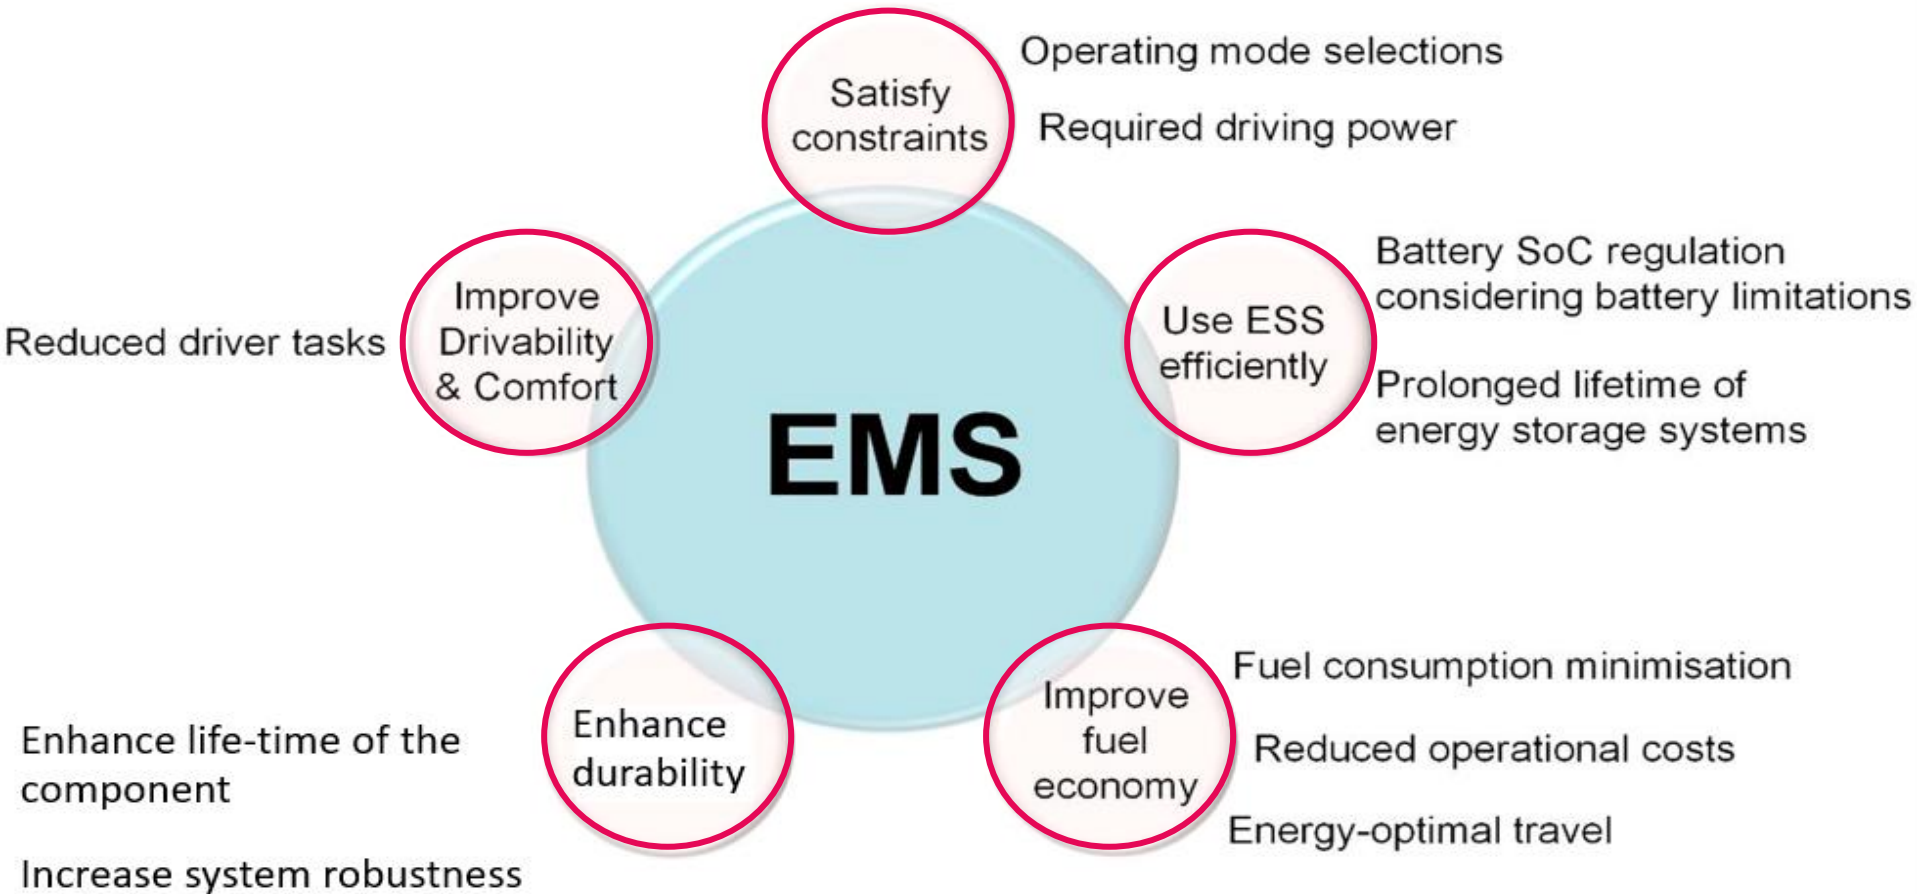 Satisfy
constraints
Operating mode selections
Required driving power
Improve
Drivability
& Comfort
Reduced driver tasks
Use ESS
efficiently
Battery SoC regulation
considering battery limitations
Prolonged lifetime of
energy storage systems
EMS
Enhance
durability
Enhance life-time of the
component
Increase system robustness
Improve
fuel
economy
Fuel consumption minimisation
Reduced operational costs
Energy-optimal travel